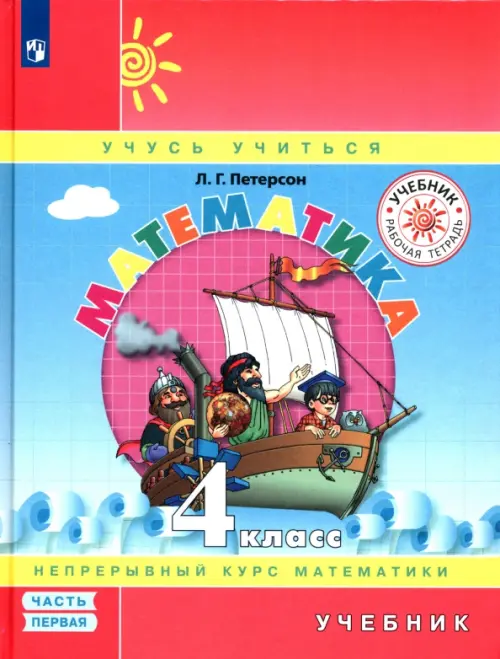 УЧУСЬ УЧИТЬСЯ
Л. Г. Петерсон
МАТЕМАТИКА
УЧЕБНИК
РАБОЧАЯ ТЕТРАДЬ
4 класс
НЕПРЕРЫВНЫЙ КУРС МАТЕМАТИКИ
ЧАСТЬ
ПЕРВАЯ
УЧЕБНИК